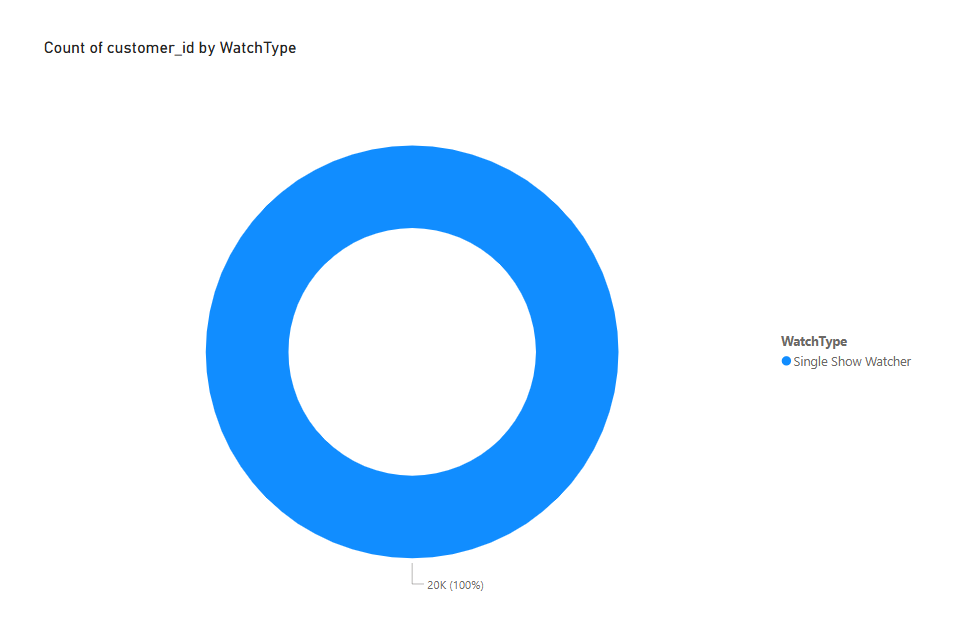 Count of customer_id by WatchType
WatchType
Single Show Watcher
20K (100%)